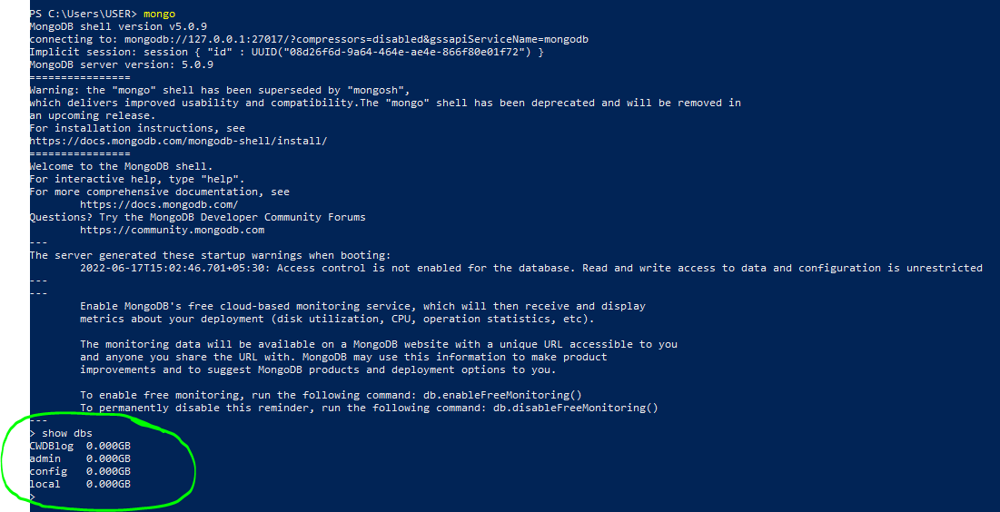 PS C:\Users\USER> mongo
MongoDB shell version v5.0.9
connecting to: mongodb://127.0.0.1:27017/?compressors=disabled&gssapiServiceName=mongodb
Implicit session: session { "id" : UUID("08d26f6d-9a64-464e-ae4e-866f80e01f72") }
MongoDB server version: 5.0.9
================
Warning: the "mongo" shell has been superseded by "mongosh",
which delivers improved usability and compatibility.The "mongo" shell has been deprecated and will be removed in
an upcoming release.
For installation instructions, see
https://docs.mongodb.com/mongodb-shell/install/
================
Welcome to the MongoDB shell.
For interactive help, type "help".
For more comprehensive documentation, see
        https://docs.mongodb.com/
Questions? Try the MongoDB Developer Community Forums
        https://community.mongodb.com
---
The server generated these startup warnings when booting:
        2022-06-17T15:02:46.701+05:30: Access control is not enabled for the database. Read and write access to data and configuration is unrestricted
---
---
        Enable MongoDB's free cloud-based monitoring service, which will then receive and display
        metrics about your deployment (disk utilization, CPU, operation statistics, etc).

        The monitoring data will be available on a MongoDB website with a unique URL accessible to you
        and anyone you share the URL with. MongoDB may use this information to make product
        improvements and to suggest MongoDB products and deployment options to you.

        To enable free monitoring, run the following command: db.enableFreeMonitoring()
        To permanently disable this reminder, run the following command: db.disableFreeMonitoring()
---
> show dbs
CWDBlog  0.000GB
admin    0.000GB
config   0.000GB
local    0.000GB
>